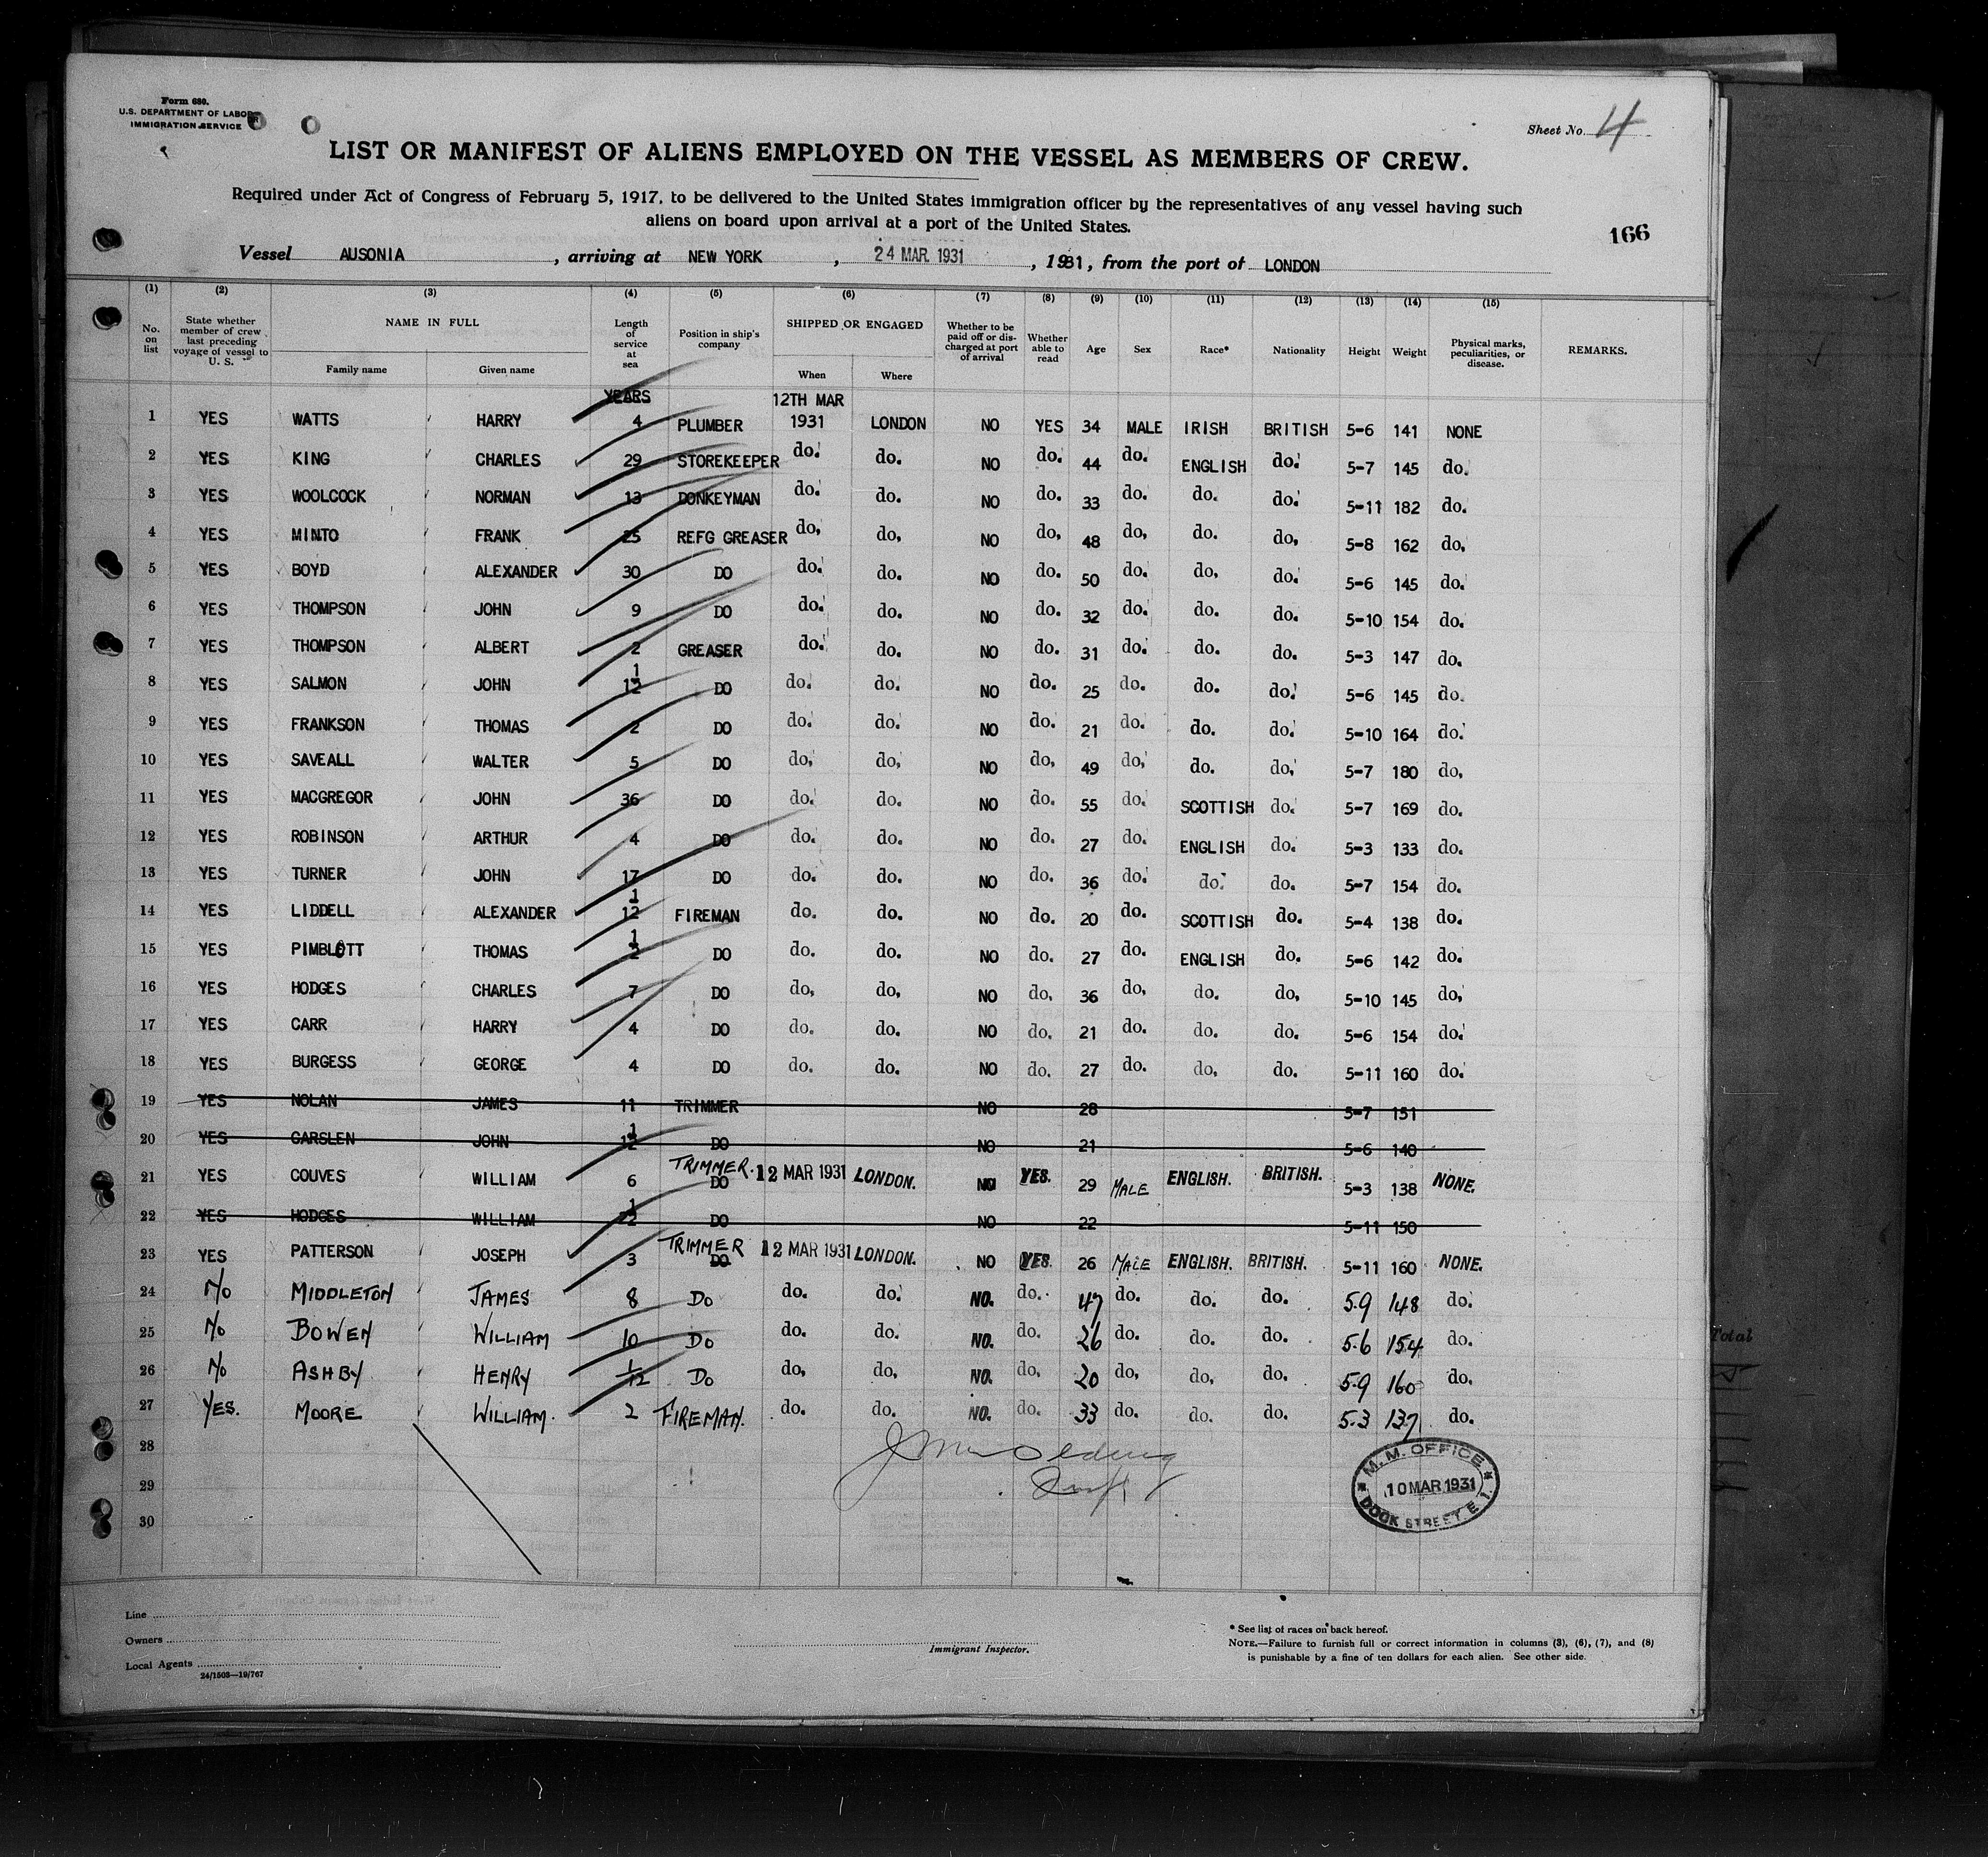 Form 680.
U.S. DEPARTMENT OF LABOR
IMMIGRATION SERVICE
Sheet No. 4
LIST OR MANIFEST OF ALIENS EMPLOYED ON THE VESSEL AS MEMBERS OF CREW.
Required under Act of Congress of February 5, 1917, to be delivered to the United States immigration officer by the representatives of any vessel having such
aliens on board upon arrival at a port of the United States.
166
Vessel AUSONIA, arriving at NEW YORK, 24 MAR. 1931, 1931, from the port of LONDON
(1) (2) (3) (4) (5) (6) (7) (8) (9) (10) (11) (12) (13) (14) (15)
No. on list | State whether member of crew last preceding voyage of vessel to U. S. | NAME IN FULL | Family name | Given name | Length of service at sea | Position in ship's company | SHIPPED OR ENGAGED | When | Where | Whether to be paid off or discharged at port of arrival | Whether able to read | Age | Sex | Race* | Nationality | Height | Weight | Physical marks, peculiarities, or disease. | REMARKS.
YEARS 12TH MAR
1 YES WATTS HARRY 4 PLUMBER 1931 LONDON NO YES 34 MALE IRISH BRITISH 5-6 141 NONE
2 YES KING CHARLES 29 STOREKEEPER do. do. NO do. 44 do. ENGLISH do. 5-7 145 do.
3 YES WOOLCOCK NORMAN 13 DONKEYMAN do. do. NO do. 33 do. do. do. 5-11 182 do.
4 YES MINTO FRANK 25 REFG GREASER do. do. NO do. 48 do. do. do. 5-8 162 do.
5 YES BOYD ALEXANDER 30 DO do. do. NO do. 50 do. do. do. 5-6 145 do.
6 YES THOMPSON JOHN 9 DO do. do. NO do. 32 do. do. do. 5-10 154 do.
7 YES THOMPSON ALBERT 2 GREASER do. do. NO do. 31 do. do. do. 5-3 147 do.
8 YES SALMON JOHN 1/12 DO do. do. NO do. 25 do. do. do. 5-6 145 do.
9 YES FRANKSON THOMAS 2 DO do. do. NO do. 21 do. do. do. 5-10 164 do.
10 YES SAVEALL WALTER 5 DO do. do. NO do. 49 do. do. do. 5-7 180 do.
11 YES MACGREGOR JOHN 36 DO do. do. NO do. 55 do. SCOTTISH do. 5-7 169 do.
12 YES ROBINSON ARTHUR 4 DO do. do. NO do. 27 do. ENGLISH do. 5-3 133 do.
13 YES TURNER JOHN 17 DO do. do. NO do. 36 do. do. do. 5-7 154 do.
14 YES LIDDELL ALEXANDER 1/12 FIREMAN do. do. NO do. 20 do. SCOTTISH do. 5-4 138 do.
15 YES PIMBLOTT THOMAS 1/2 DO do. do. NO do. 27 do. ENGLISH do. 5-6 142 do.
16 YES HODGES CHARLES 7 DO do. do. NO do. 36 do. do. do. 5-10 145 do.
17 YES CARR HARRY 4 DO do. do. NO do. 21 do. do. do. 5-6 154 do.
18 YES BURGESS GEORGE 4 DO do. do. NO do. 27 do. do. do. 5-11 160 do.
19 YES NOLAN JAMES 11 TRIMMER NO 28 5-7 151
20 YES CARSLEN JOHN 1/12 DO NO 21 5-6 140
21 YES COUVES WILLIAM 6 TRIMMER. DO 12 MAR 1931 LONDON. NO YES. 29 MALE ENGLISH. BRITISH. 5-3 138 NONE.
22 YES HODGES WILLIAM DO NO 22 5-11 150
23 YES PATTERSON JOSEPH 3 TRIMMER DO 12 MAR 1931 LONDON. NO YES. 26 MALE ENGLISH. BRITISH. 5-11 160 NONE.
24 No MIDDLETON JAMES 8 Do do. do. NO. do. 47 do. do. do. 5.9 148 do.
25 No BOWEN WILLIAM 10 Do do. do. NO. do. 26 do. do. do. 5.6 154 do.
26 No ASHBY HENRY 1/12 Do do. do. NO. do. 20 do. do. do. 5.9 160 do.
27 YES. MOORE WILLIAM. 2 FIREMAN. do. do. NO. do. 33 do. do. do. 5.3 137 do.
28
29
30
M. M. OFFICE
10 MAR 1931
DOCK STREET E. 1.
Total
Line
Owners
Local Agents
24/1503—19/767
Immigrant Inspector.
* See list of races on back hereof.
NOTE.—Failure to furnish full or correct information in columns (3), (6), (7), and (8)
is punishable by a fine of ten dollars for each alien. See other side.